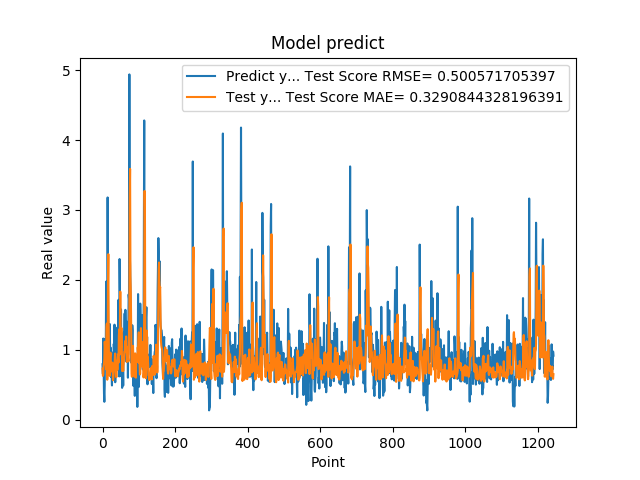 Model predict
Predict y... Test Score RMSE= 0.500571705397
Test y... Test Score MAE= 0.3290844328196391
Real value
5
4
3
2
1
0
0 200 400 600 800 1000 1200
Point